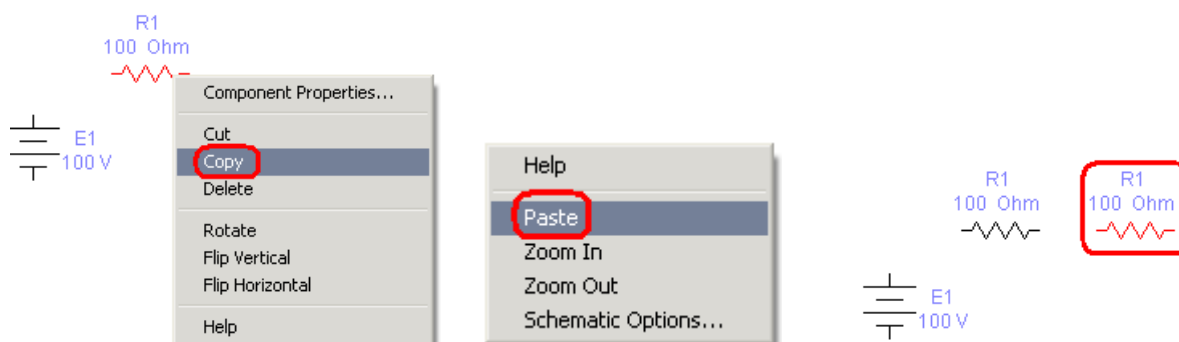 R1
100 Ohm
E1
100 V
Component Properties...
Cut
Copy
Delete
Rotate
Flip Vertical
Flip Horizontal
Help
Help
Paste
Zoom In
Zoom Out
Schematic Options...
R1
100 Ohm
R1
100 Ohm
E1
100 V